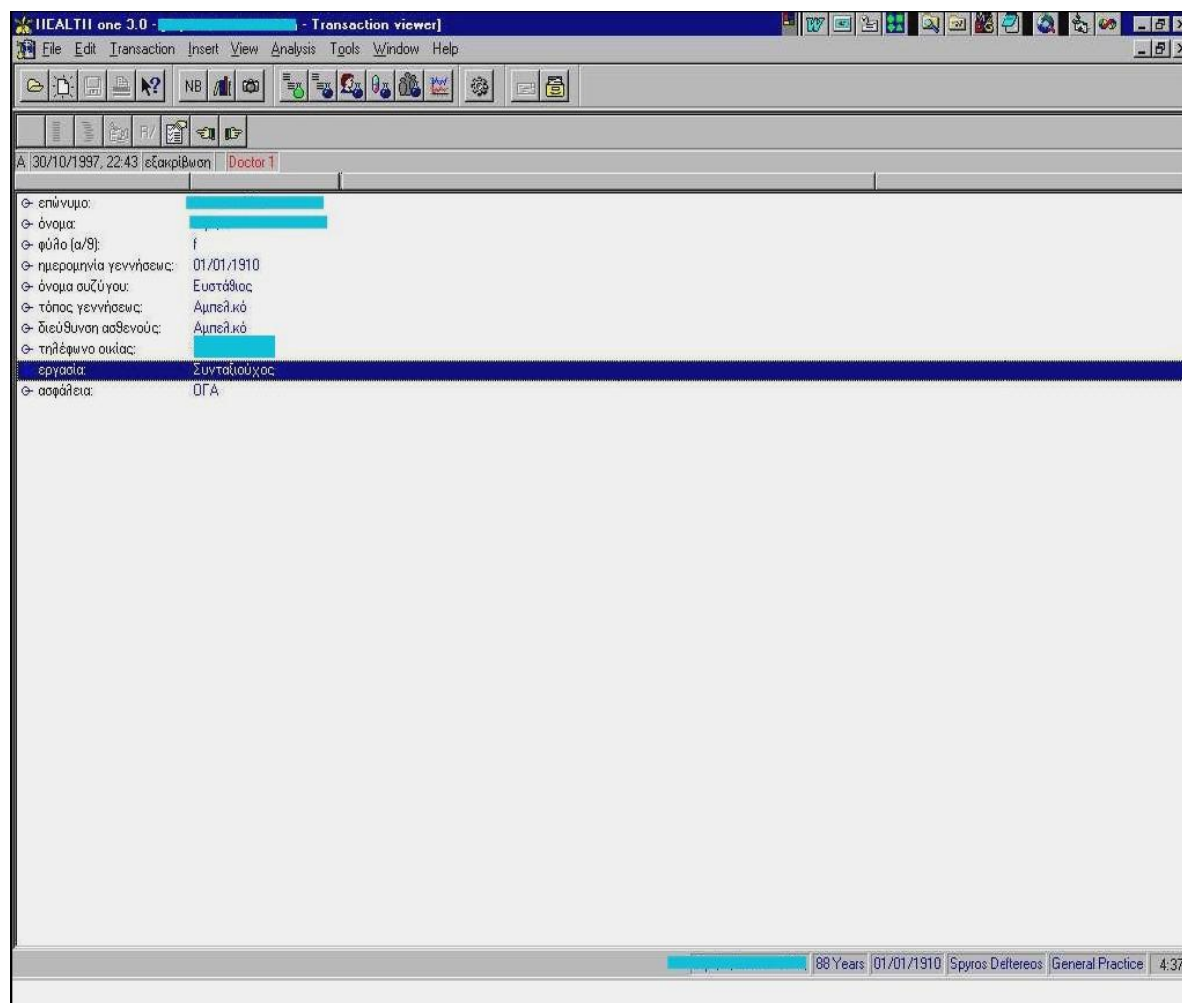 HEALTH one 3.0 - - Transaction viewer]
File Edit Transaction Insert View Analysis Tools Window Help
NB
R/
A 30/10/1997, 22:43 εξακρίβωση Doctor 1
επώνυμο:
όνομα:
φύλο (α/θ): f
ημερομηνία γεννήσεως: 01/01/1910
όνομα συζύγου: Ευστάθιος
τόπος γεννήσεως: Αμπελικό
διεύθυνση ασθενούς: Αμπελικό
τηλέφωνο οικίας:
εργασία: Συνταξιούχος
ασφάλεια: ΟΓΑ
88 Years 01/01/1910 Spyros Deftereos General Practice 4:37